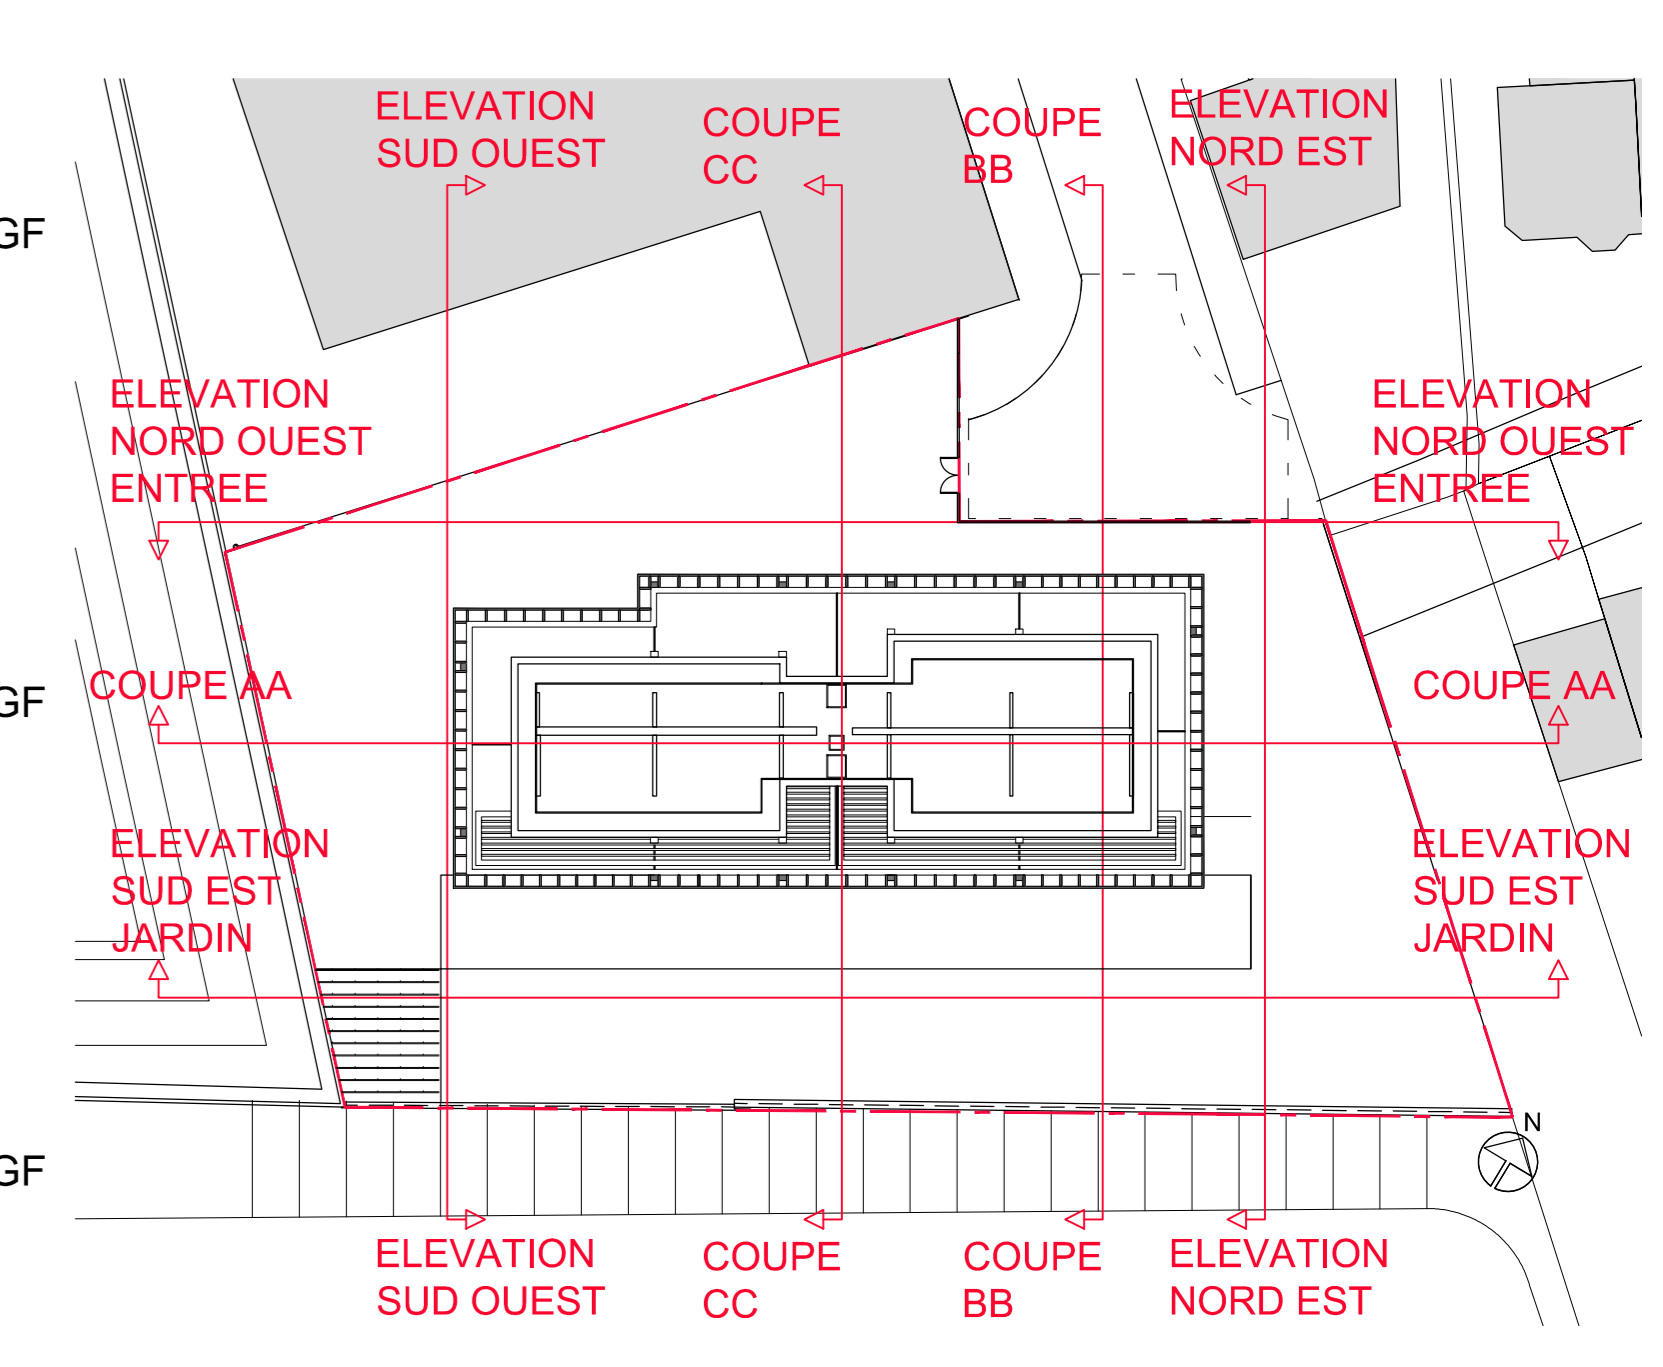 ELEVATION
SUD OUEST
COUPE
CC
COUPE
BB
ELEVATION
NORD EST
GF
ELEVATION
NORD OUEST
ENTREE
ELEVATION
NORD OUEST
ENTREE
GF
COUPE AA
COUPE AA
ELEVATION
SUD EST
JARDIN
ELEVATION
SUD EST
JARDIN
N
GF
ELEVATION
SUD OUEST
COUPE
CC
COUPE
BB
ELEVATION
NORD EST